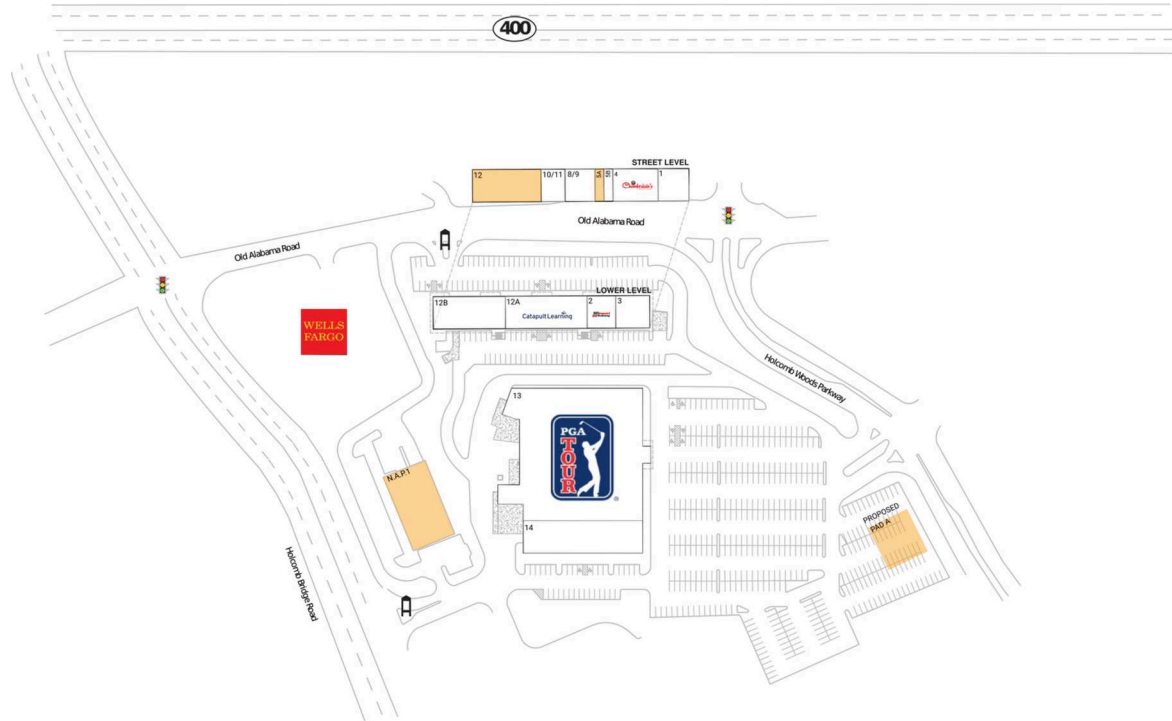 400
STREET LEVEL
12
10/11
8/9
5A
5B
4
1
Old Alabama Road
Old Alabama Road
LOWER LEVEL
12B
12A
2
3
Catapult Learning
WELLS
FARGO
Holcomb Woods Parkway
13
PGA
TOUR
®
N.A.P.1
14
PROPOSED
PAD A
Holcomb Bridge Road